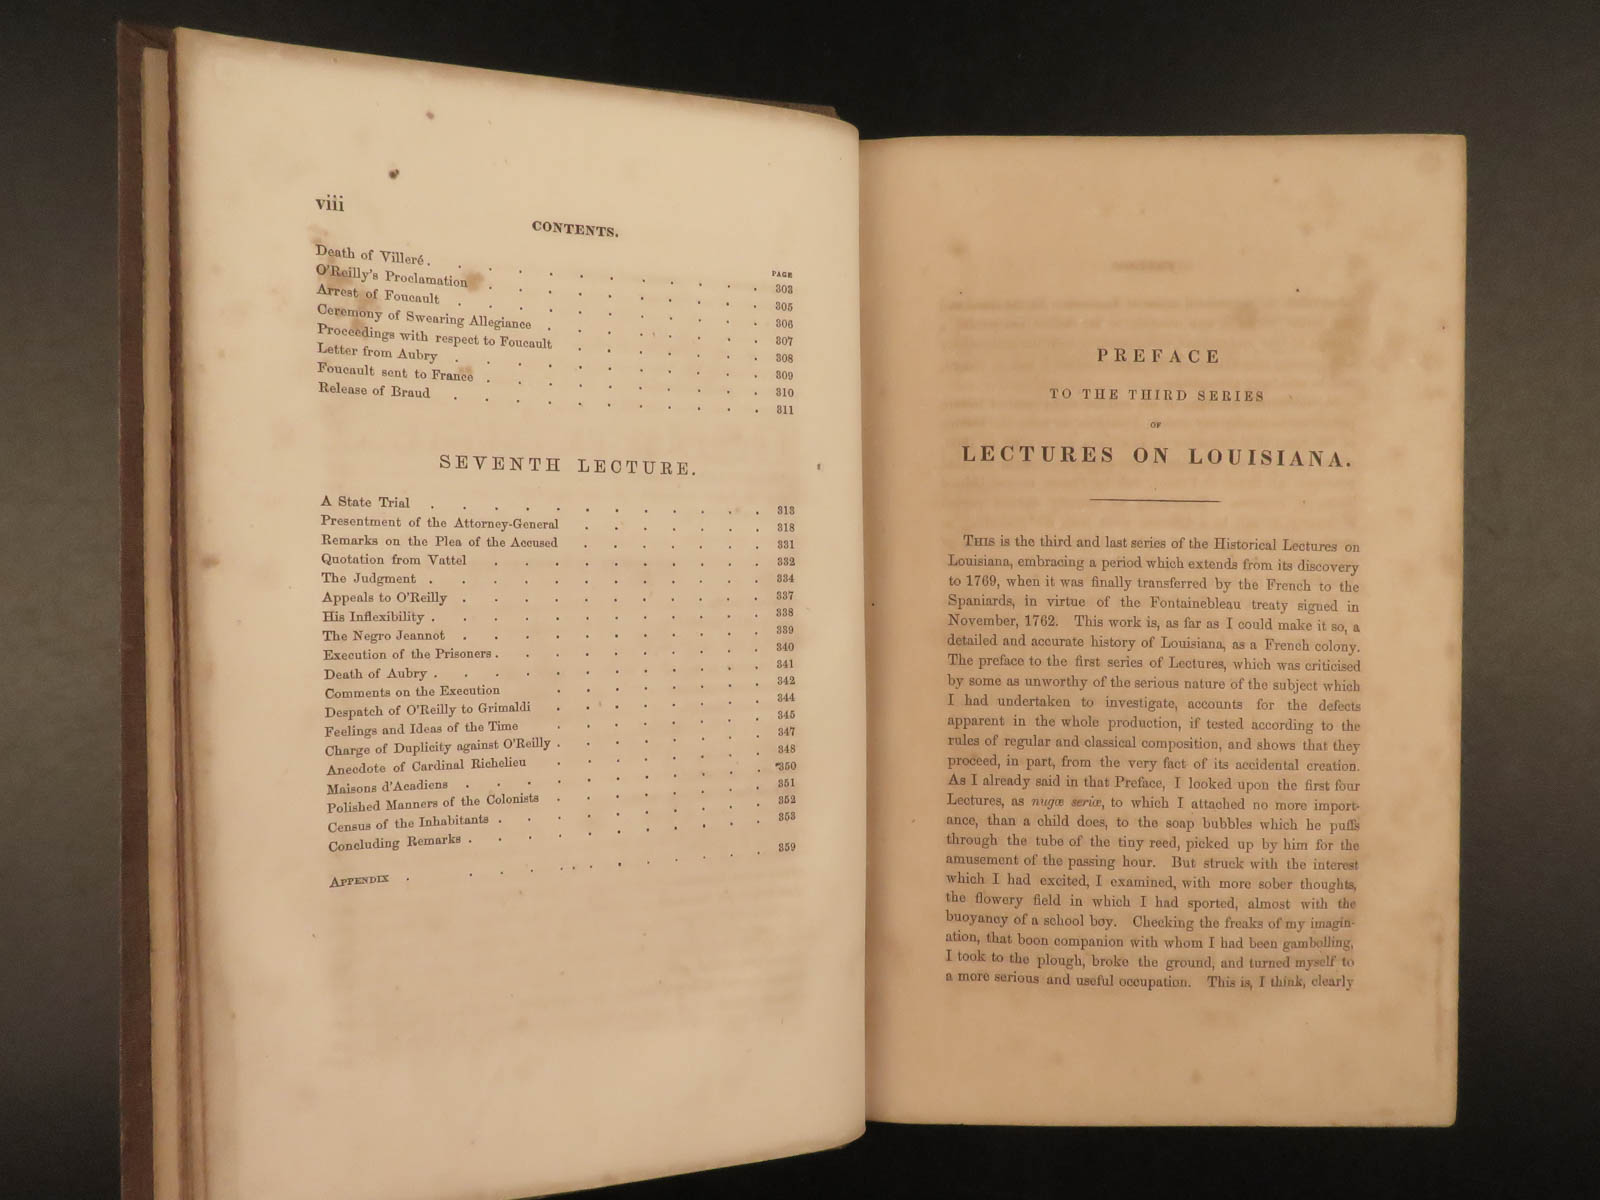 viii
CONTENTS.
PAGE
Death of Villeré . . . . . . . . . . . . 303
O'Reilly's Proclamation . . . . . . . . . . 305
Arrest of Foucault . . . . . . . . . . . 306
Ceremony of Swearing Allegiance . . . . . . . . 307
Proceedings with respect to Foucault . . . . . . . 308
Letter from Aubry . . . . . . . . . . . 309
Foucault sent to France . . . . . . . . . . 310
Release of Braud . . . . . . . . . . . 311
SEVENTH LECTURE.
A State Trial . . . . . . . . . . . . 313
Presentment of the Attorney-General . . . . . . . 318
Remarks on the Plea of the Accused . . . . . . . 331
Quotation from Vattel . . . . . . . . . . 332
The Judgment . . . . . . . . . . . . 334
Appeals to O'Reilly . . . . . . . . . . . 337
His Inflexibility . . . . . . . . . . . . 338
The Negro Jeannot . . . . . . . . . . . 339
Execution of the Prisoners . . . . . . . . . . 340
Death of Aubry . . . . . . . . . . . . 341
Comments on the Execution . . . . . . . . 342
Despatch of O'Reilly to Grimaldi . . . . . . . . 344
Feelings and Ideas of the Time . . . . . . . . 345
Charge of Duplicity against O'Reilly . . . . . . . . 347
Anecdote of Cardinal Richelieu . . . . . . . . 348
Maisons d'Acadiens . . . . . . . . . . . 350
Polished Manners of the Colonists . . . . . . . . 351
Census of the Inhabitants . . . . . . . . . . 352
Concluding Remarks . . . . . . . . . . . 353
APPENDIX . . . . . . . . . . . . 359
PREFACE
TO THE THIRD SERIES
OF
LECTURES ON LOUISIANA.
THIS is the third and last series of the Historical Lectures on
Louisiana, embracing a period which extends from its discovery
to 1769, when it was finally transferred by the French to the
Spaniards, in virtue of the Fontainebleau treaty signed in
November, 1762. This work is, as far as I could make it so, a
detailed and accurate history of Louisiana, as a French colony.
The preface to the first series of Lectures, which was criticised
by some as unworthy of the serious nature of the subject which
I had undertaken to investigate, accounts for the defects
apparent in the whole production, if tested according to the
rules of regular and classical composition, and shows that they
proceed, in part, from the very fact of its accidental creation.
As I already said in that Preface, I looked upon the first four
Lectures, as nugæ seriæ, to which I attached no more import-
ance, than a child does, to the soap bubbles which he puffs
through the tube of the tiny reed, picked up by him for the
amusement of the passing hour. But struck with the interest
which I had excited, I examined, with more sober thoughts,
the flowery field in which I had sported, almost with the
buoyancy of a school boy. Checking the freaks of my imagin-
ation, that boon companion with whom I had been gambolling,
I took to the plough, broke the ground, and turned myself to
a more serious and useful occupation. This is, I think, clearly